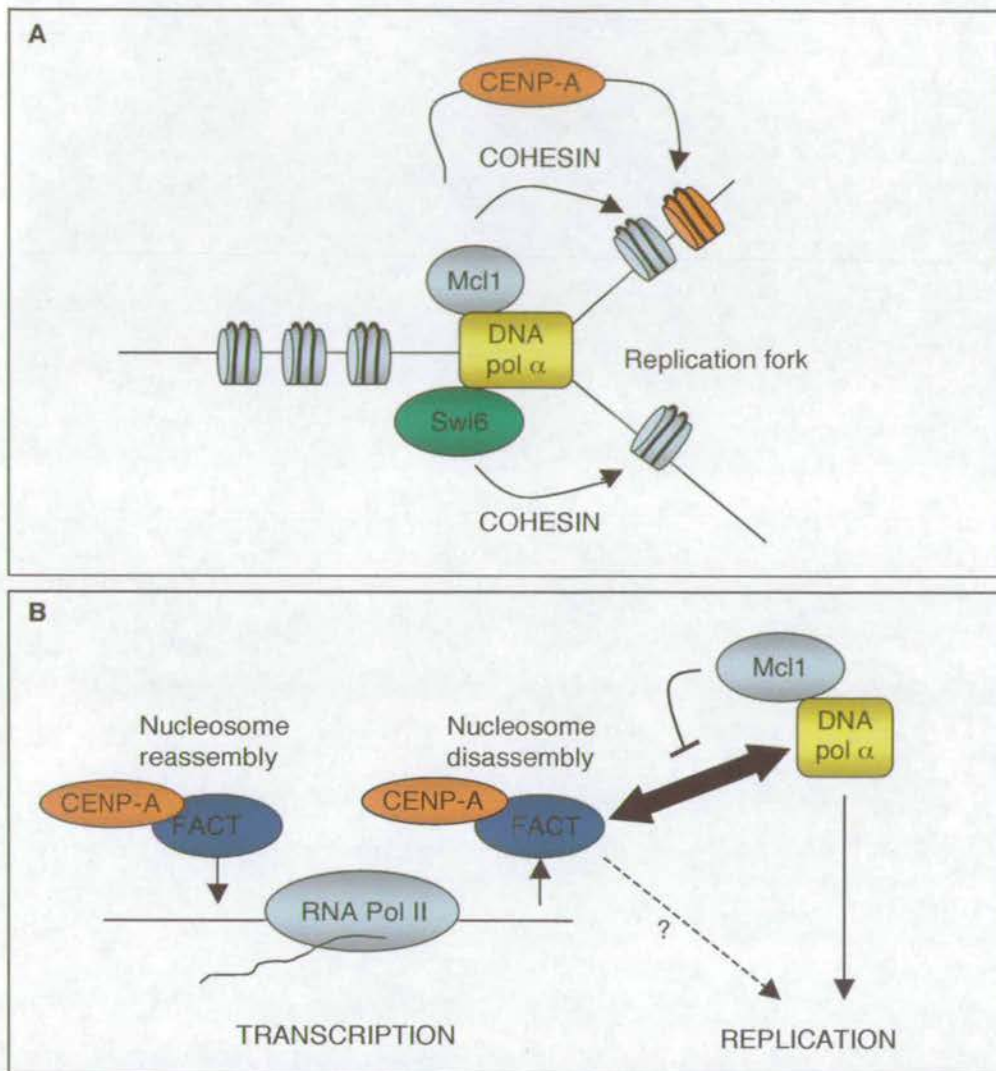 A
CENP-A
COHESIN
Mcl1
DNA
pol α
Replication fork
Swi6
COHESIN
B
Mcl1
Nucleosome
reassembly
Nucleosome
disassembly
DNA
pol α
CENP-A
FACT
CENP-A
FACT
RNA Pol II
?
TRANSCRIPTION
REPLICATION